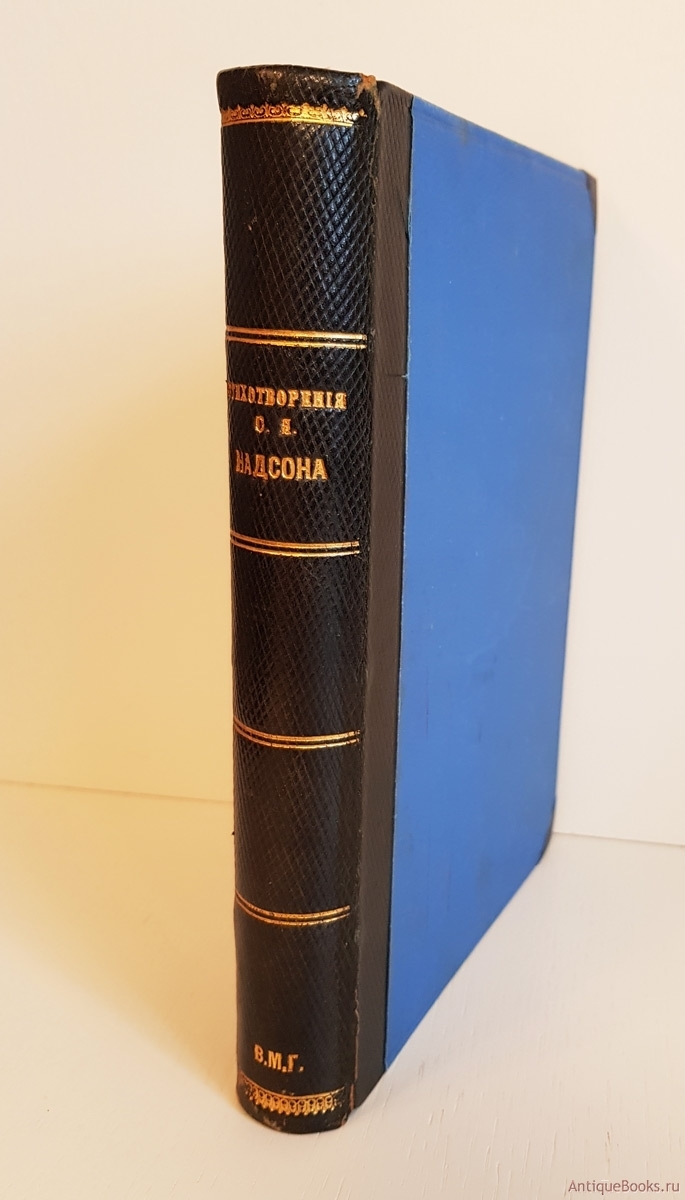 СТИХОТВОРЕНІЯ
С. Я.
НАДСОНА
В.М.Г.
AntiqueBooks.ru